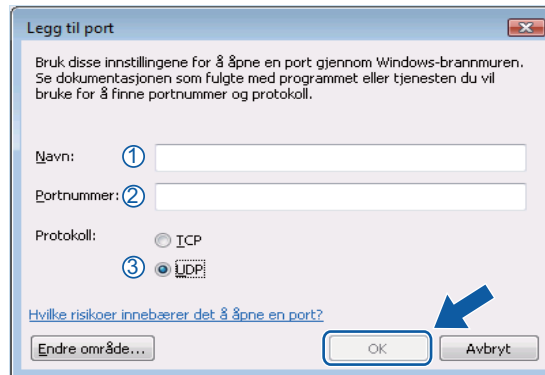 Legg til port
Bruk disse innstillingene for å åpne en port gjennom Windows-brannmuren.
Se dokumentasjonen som fulgte med programmet eller tjenesten du vil
bruke for å finne portnummer og protokoll.
Navn: 1
Portnummer: 2
Protokoll: TCP
3 UDP
Hvilke risikoer innebærer det å åpne en port?
Endre område... OK Avbryt